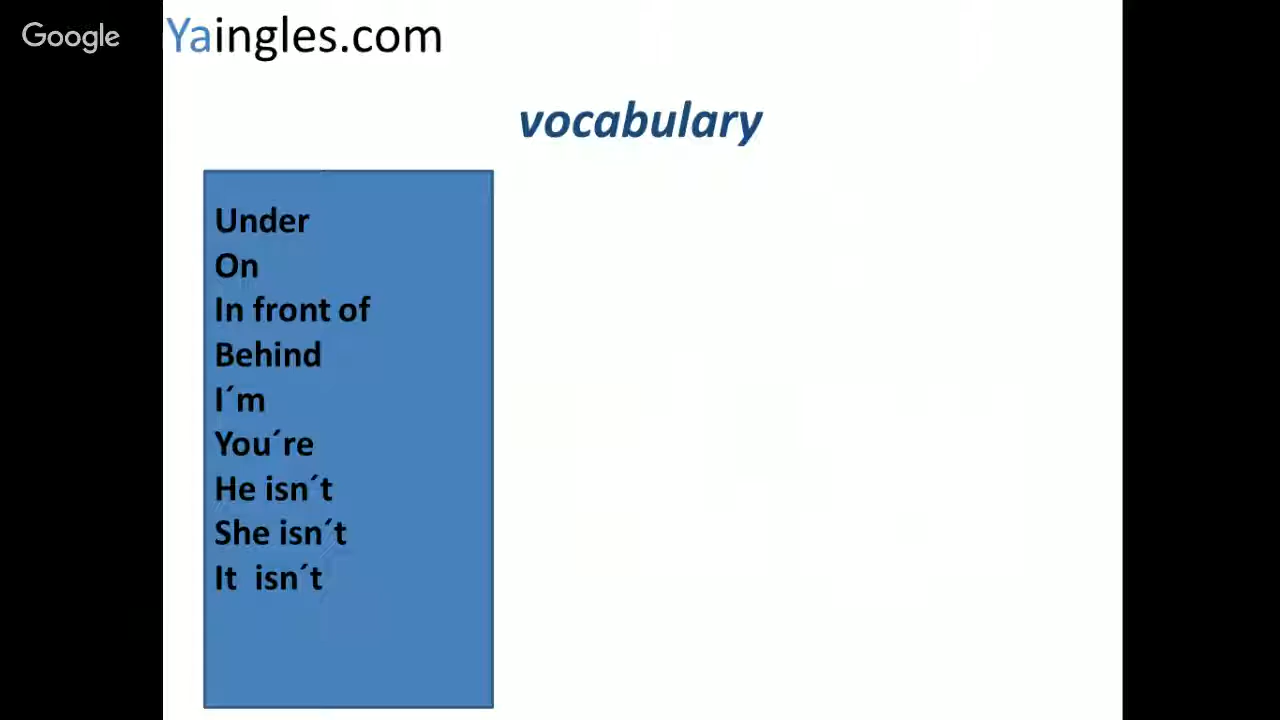 Google
Yaingles.com
vocabulary
Under
On
In front of
Behind
I´m
You´re
He isn´t
She isn´t
It  isn´t